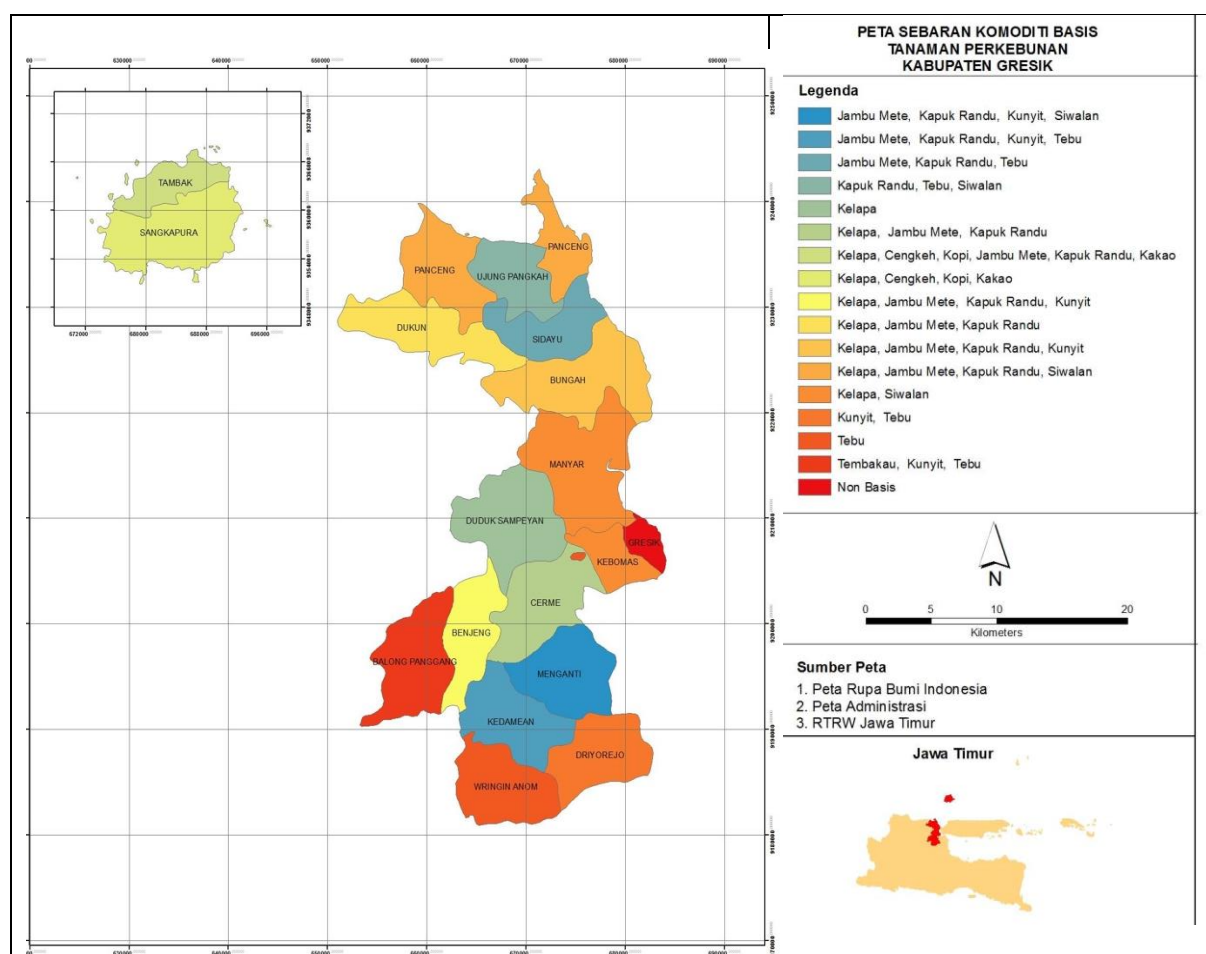 PETA SEBARAN KOMODITI BASIS
TANAMAN PERKEBUNAN
KABUPATEN GRESIK
Legenda
Jambu Mete, Kapuk Randu, Kunyit, Siwalan
Jambu Mete, Kapuk Randu, Kunyit, Tebu
Jambu Mete, Kapuk Randu, Tebu
Kapuk Randu, Tebu, Siwalan
Kelapa
Kelapa, Jambu Mete, Kapuk Randu
Kelapa, Cengkeh, Kopi, Jambu Mete, Kapuk Randu, Kakao
Kelapa, Cengkeh, Kopi, Kakao
Kelapa, Jambu Mete, Kapuk Randu, Kunyit
Kelapa, Jambu Mete, Kapuk Randu
Kelapa, Jambu Mete, Kapuk Randu, Kunyit
Kelapa, Jambu Mete, Kapuk Randu, Siwalan
Kelapa, Siwalan
Kunyit, Tebu
Tebu
Tembakau, Kunyit, Tebu
Non Basis
N
0 5 10 20
Kilometers
Sumber Peta
1. Peta Rupa Bumi Indonesia
2. Peta Administrasi
3. RTRW Jawa Timur
Jawa Timur
TAMBAK
SANGKAPURA
PANCENG
PANCENG
UJUNG PANGKAH
DUKUN
SIDAYU
BUNGAH
MANYAR
DUDUK SAMPEYAN
GRESIK
KEBOMAS
CERME
BENJENG
BALONG PANGGANG
MENGANTI
KEDAMEAN
DRIYOREJO
WRINGIN ANOM